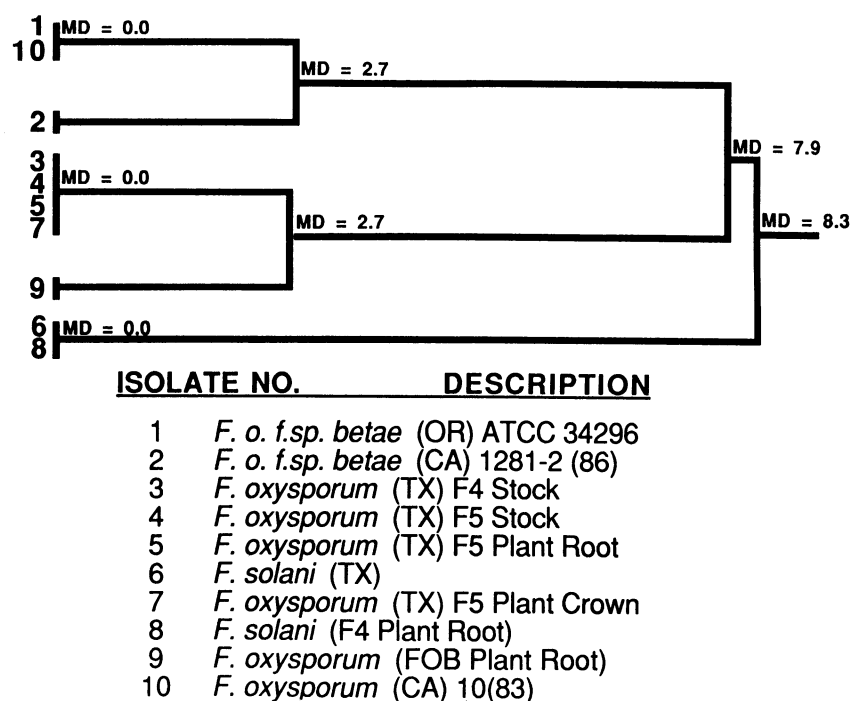 1
MD = 0.0
10
MD = 2.7
2
MD = 7.9
3
4
MD = 0.0
5
7
MD = 2.7
MD = 8.3
9
6
MD = 0.0
8
ISOLATE NO. DESCRIPTION
1 F. o. f.sp. betae (OR) ATCC 34296
2 F. o. f.sp. betae (CA) 1281-2 (86)
3 F. oxysporum (TX) F4 Stock
4 F. oxysporum (TX) F5 Stock
5 F. oxysporum (TX) F5 Plant Root
6 F. solani (TX)
7 F. oxysporum (TX) F5 Plant Crown
8 F. solani (F4 Plant Root)
9 F. oxysporum (FOB Plant Root)
10 F. oxysporum (CA) 10(83)